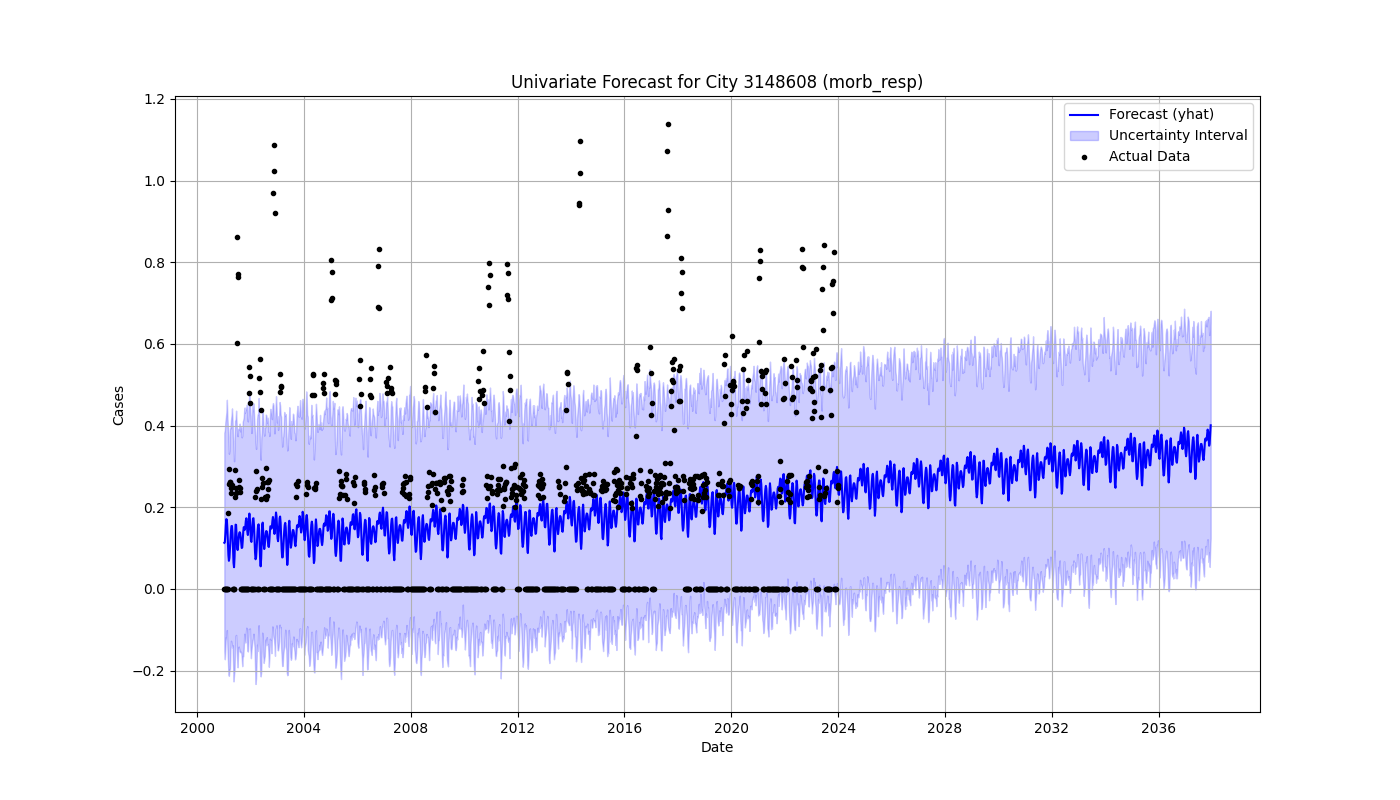 Univariate Forecast for City 3148608 (morb_resp)
Forecast (yhat)
Uncertainty Interval
Actual Data
Cases
1.2
1.0
0.8
0.6
0.4
0.2
0.0
−0.2
2000 2004 2008 2012 2016 2020 2024 2028 2032 2036
Date